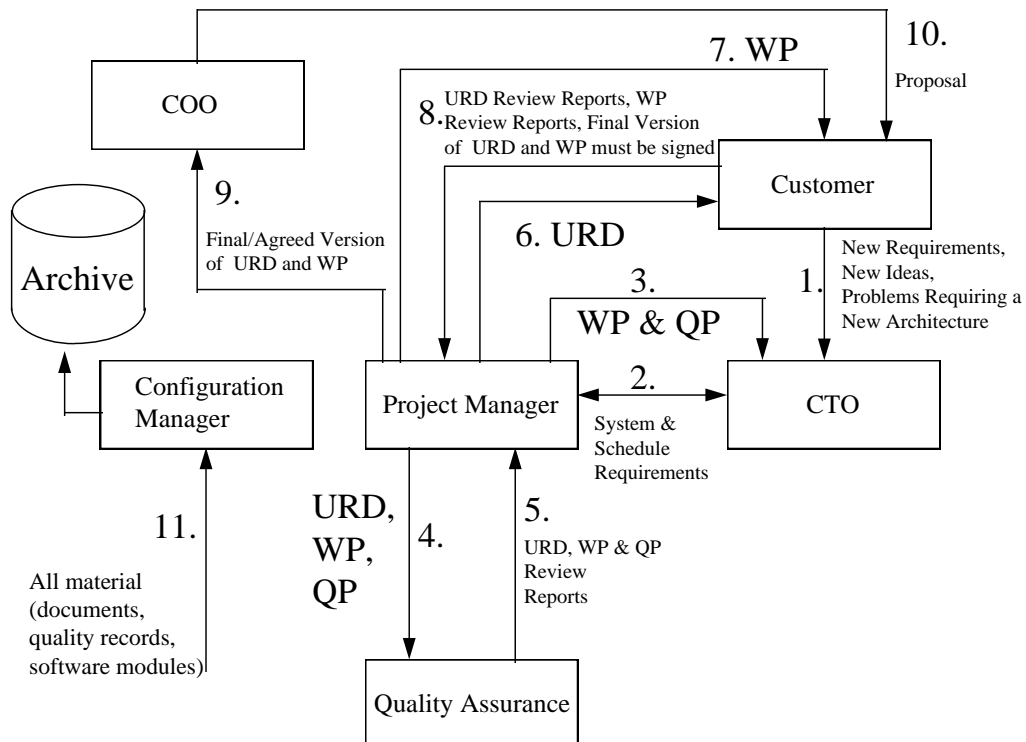 10.
7. WP
Proposal
COO
8.
URD Review Reports, WP
Review Reports, Final Version
of URD and WP must be signed
Customer
9.
Final/Agreed Version
of URD and WP
6. URD
New Requirements,
New Ideas,
Problems Requiring a
New Architecture
1.
Archive
3.
WP & QP
Configuration
Manager
Project Manager
2.
System &
Schedule
Requirements
CTO
URD,
WP,
QP
4.
5.
URD, WP & QP
Review
Reports
11.
All material
(documents,
quality records,
software modules)
Quality Assurance